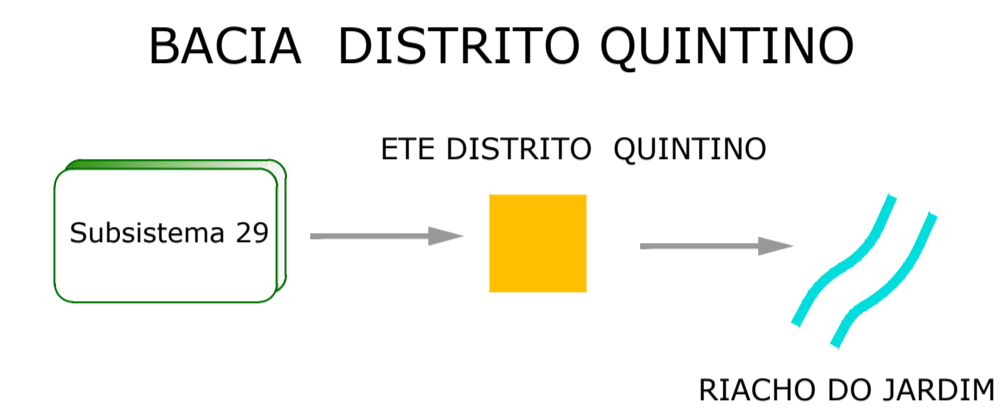 BACIA DISTRITO QUINTINO
ETE DISTRITO QUINTINO
Subsistema 29
RIACHO DO JARDIM